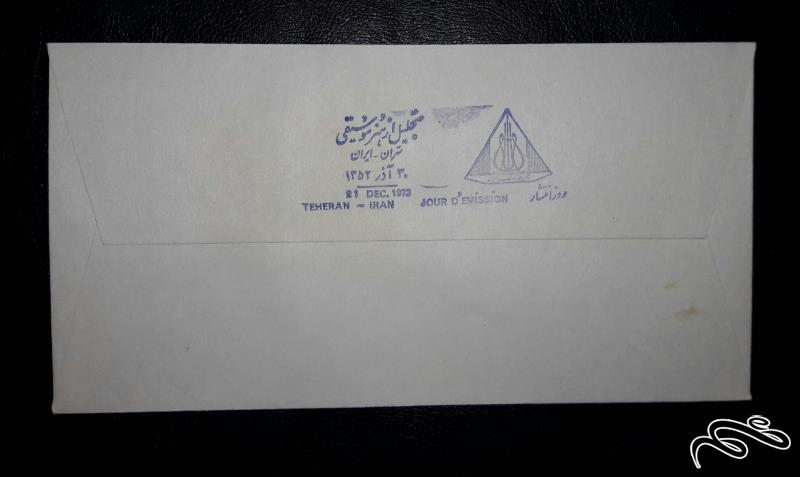 تجلیل از هنر موسیقی
تهران - ایران
۳۰ آذر ۱۳۵۲
21 DEC. 1973
TEHERAN - IRAN
JOUR D'EMISSION روز انتشار